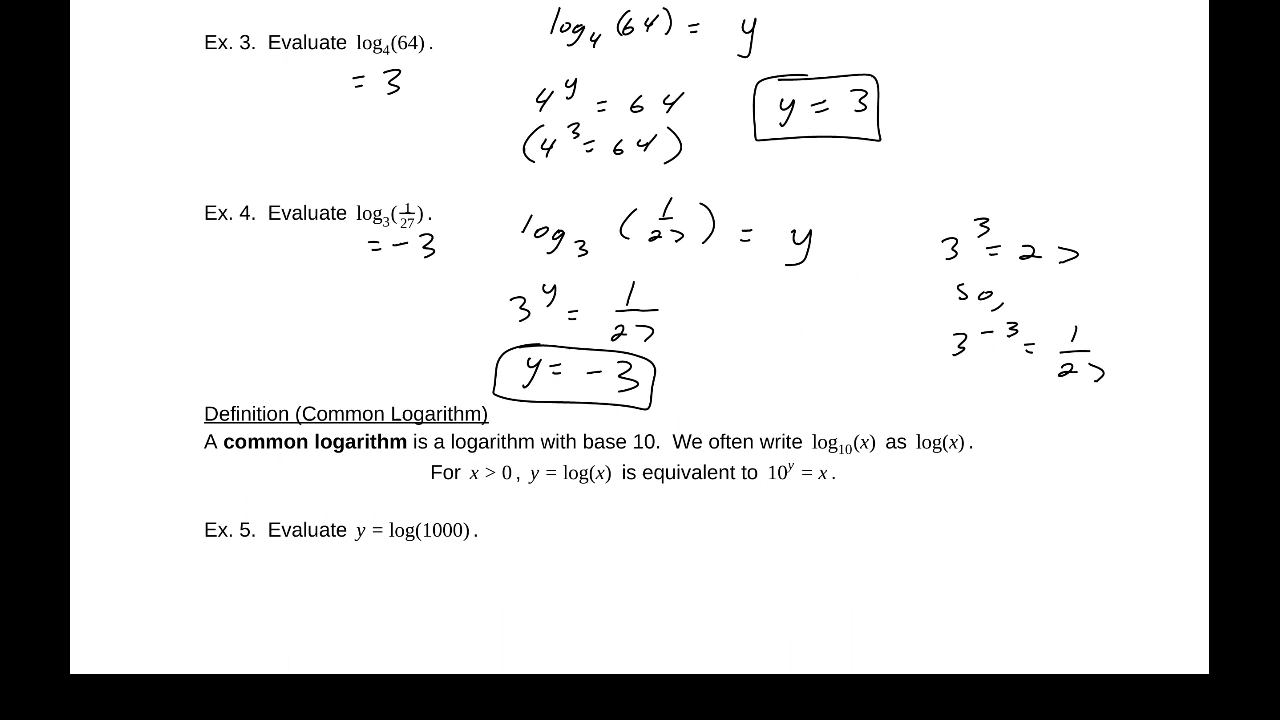 Ex. 3. Evaluate log₄(64).
= 3
log₄(64) = y
4^y = 64
(4³ = 64)
y = 3
Ex. 4. Evaluate log₃(1/27).
= -3
log₃(1/27) = y
3^y = 1/27
y = -3
3³ = 27
so,
3⁻³ = 1/27
Definition (Common Logarithm)
A common logarithm is a logarithm with base 10. We often write log₁₀(x) as log(x).
For x > 0, y = log(x) is equivalent to 10^y = x.
Ex. 5. Evaluate y = log(1000).